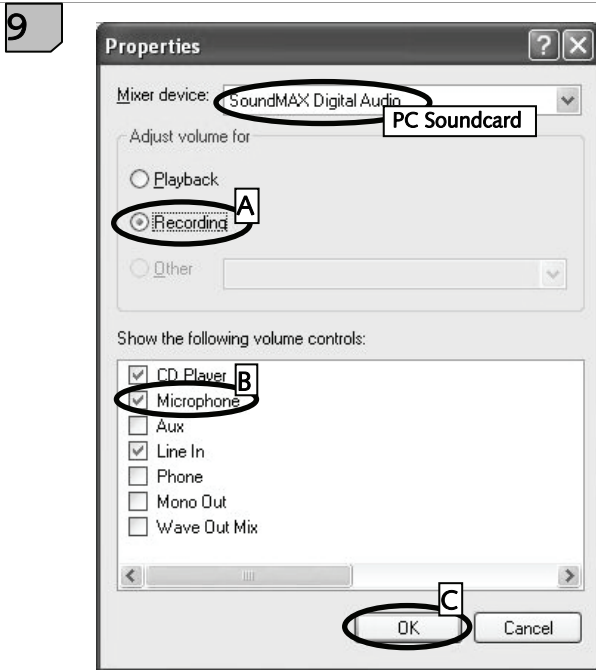 9
Properties
Mixer device: SoundMAX Digital Audio
PC Soundcard
Adjust volume for
Playback
A
Recording
Other
Show the following volume controls:
CD Player
B
Microphone
Aux
Line In
Phone
Mono Out
Wave Out Mix
C
OK Cancel